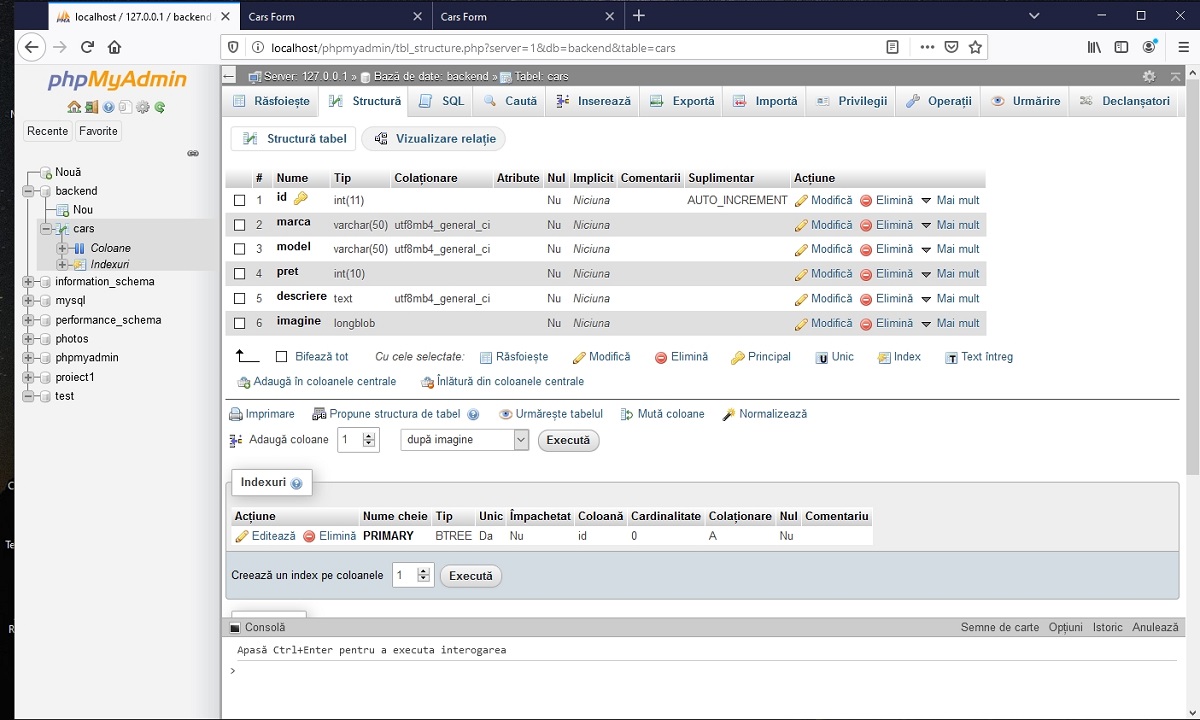 localhost / 127.0.0.1 / backend
Cars Form
Cars Form
localhost/phpmyadmin/tbl_structure.php?server=1&db=backend&table=cars
phpMyAdmin
Recente Favorite
Nouă
backend
Nou
cars
Coloane
Indexuri
information_schema
mysql
performance_schema
photos
phpmyadmin
proiect1
test
Server: 127.0.0.1 » Bază de date: backend » Tabel: cars
Răsfoiește Structură SQL Caută Inserează Exportă Importă Privilegii Operații Urmărire Declanșatori
Structură tabel Vizualizare relație
# Nume Tip Colaționare Atribute Nul Implicit Comentarii Suplimentar Acțiune
1 id int(11) Nu Niciuna AUTO_INCREMENT Modifică Elimină Mai mult
2 marca varchar(50) utf8mb4_general_ci Nu Niciuna Modifică Elimină Mai mult
3 model varchar(50) utf8mb4_general_ci Nu Niciuna Modifică Elimină Mai mult
4 pret int(10) Nu Niciuna Modifică Elimină Mai mult
5 descriere text utf8mb4_general_ci Nu Niciuna Modifică Elimină Mai mult
6 imagine longblob Nu Niciuna Modifică Elimină Mai mult
Bifează tot Cu cele selectate: Răsfoiește Modifică Elimină Principal Unic Index Text întreg
Adaugă în coloanele centrale Înlătură din coloanele centrale
Imprimare Propune structura de tabel Urmărește tabelul Mută coloane Normalizează
Adaugă coloane 1 după imagine Execută
Indexuri
Acțiune Nume cheie Tip Unic Împachetat Coloană Cardinalitate Colaționare Nul Comentariu
Editează Elimină PRIMARY BTREE Da Nu id 0 A Nu
Creează un index pe coloanele 1 Execută
Consolă Semne de carte Opțiuni Istoric Anulează
Apasă Ctrl+Enter pentru a executa interogarea
>